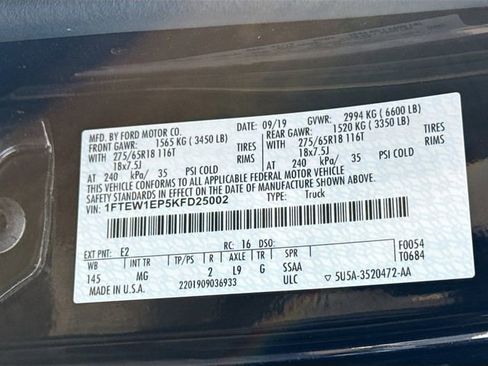 MFD. BY FORD MOTOR CO.
09/19 GVWR: 2994 KG ( 6600 LB)
FRONT GAWR: 1565 KG ( 3450 LB)
REAR GAWR: 1520 KG ( 3350 LB)
WITH 275/65R18 116T TIRES
WITH 275/65R18 116T TIRES
18x7.5J RIMS
18x7.5J RIMS
AT 240 kPa/ 35 PSI COLD
AT 240 kPa/ 35 PSI COLD
THIS VEHICLE CONFORMS TO ALL APPLICABLE FEDERAL MOTOR VEHICLE
SAFETY STANDARDS IN EFFECT ON THE DATE OF MANUFACTURE SHOWN ABOVE.
VIN: 1FTEW1EP5KFD25002 TYPE: Truck
EXT PNT: E2 RC: 16 DSO: F0054
WB INT TR TP/PS R AXLE TR SPR T0684
145 MG 2 L9 G SSAA
MADE IN U.S.A. 2201909036933 ULC 5U5A-3520472-AA